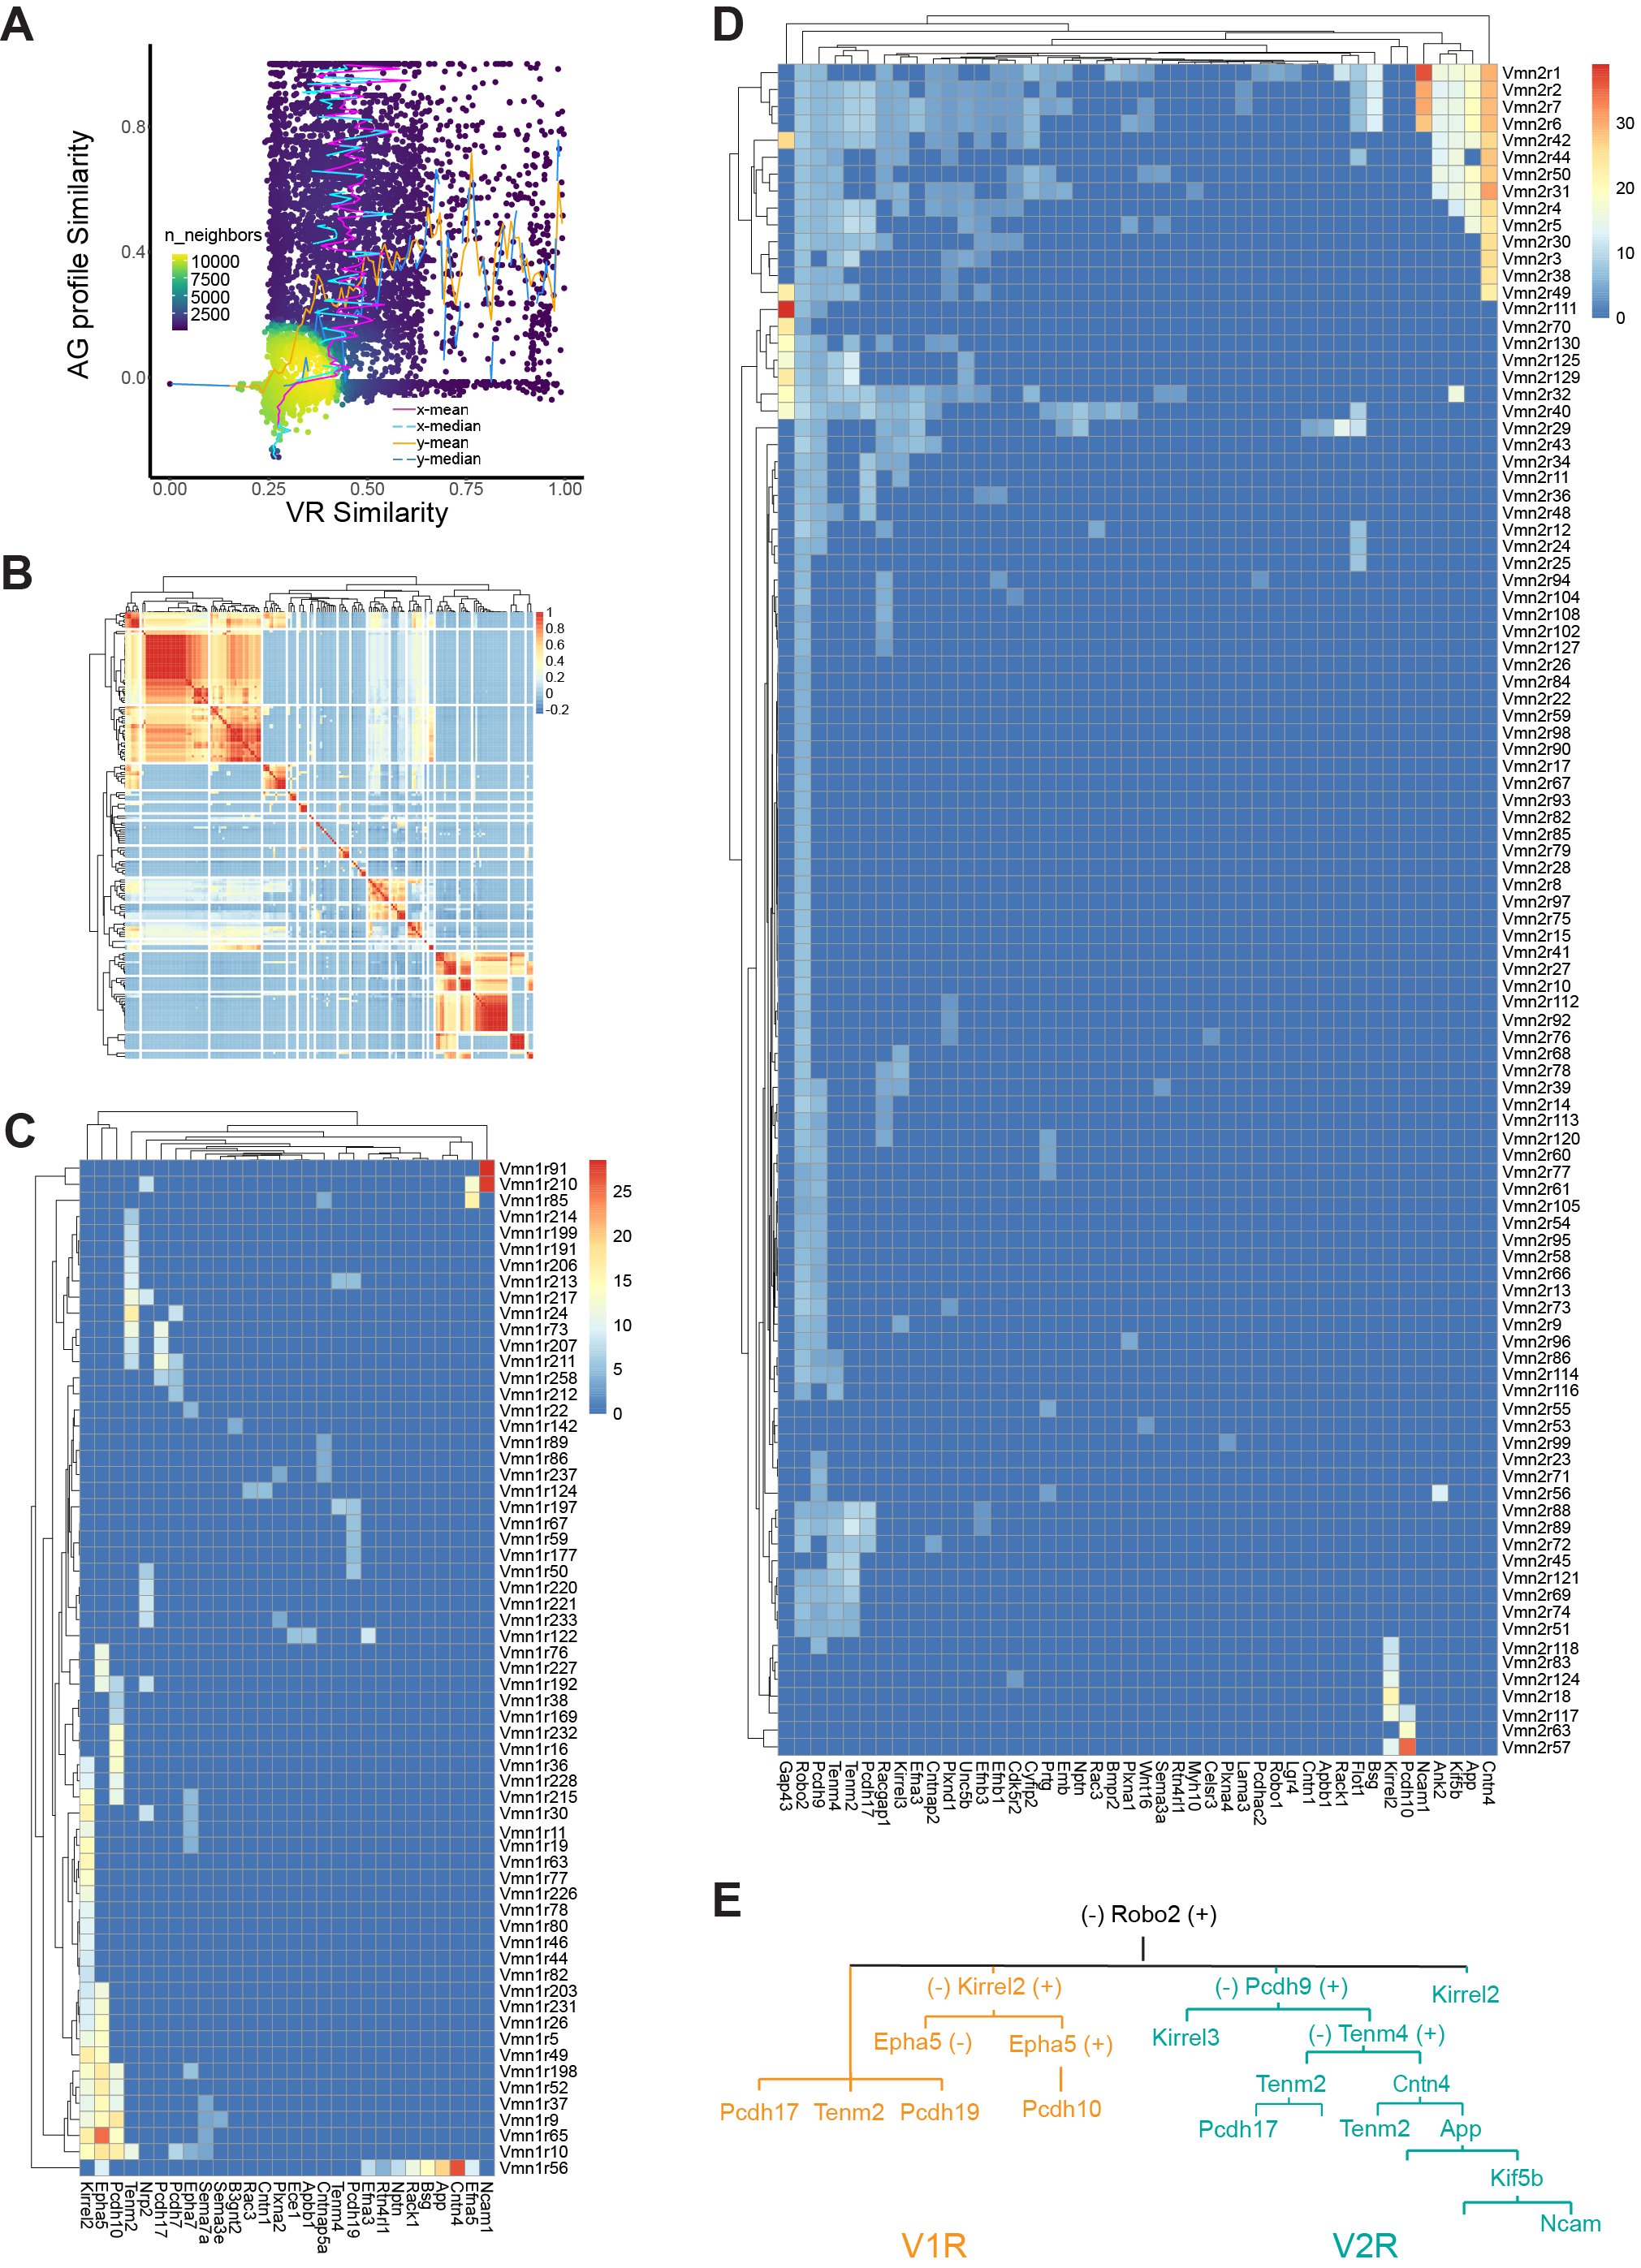 A
AG profile Similarity
0.8
0.4
0.0
n_neighbors
10000
7500
5000
2500
x-mean
x-median
y-mean
y-median
0.00 0.25 0.50 0.75 1.00
VR Similarity
B
1
0.8
0.6
0.4
0.2
0
-0.2
C
Vmn1r91
Vmn1r210
Vmn1r85
Vmn1r214
Vmn1r199
Vmn1r191
Vmn1r206
Vmn1r213
Vmn1r217
Vmn1r24
Vmn1r73
Vmn1r207
Vmn1r211
Vmn1r258
Vmn1r212
Vmn1r22
Vmn1r142
Vmn1r89
Vmn1r86
Vmn1r237
Vmn1r124
Vmn1r197
Vmn1r67
Vmn1r59
Vmn1r177
Vmn1r50
Vmn1r220
Vmn1r221
Vmn1r233
Vmn1r122
Vmn1r76
Vmn1r227
Vmn1r192
Vmn1r38
Vmn1r169
Vmn1r232
Vmn1r16
Vmn1r36
Vmn1r228
Vmn1r215
Vmn1r30
Vmn1r11
Vmn1r19
Vmn1r63
Vmn1r77
Vmn1r226
Vmn1r78
Vmn1r80
Vmn1r46
Vmn1r44
Vmn1r82
Vmn1r203
Vmn1r231
Vmn1r26
Vmn1r5
Vmn1r49
Vmn1r198
Vmn1r52
Vmn1r37
Vmn1r9
Vmn1r65
Vmn1r10
Vmn1r56
25
20
15
10
5
0
Kirrel2
Epha5
Pcdh10
Tenm2
Nrp2
Pcdh17
Pcdh7
Epha7
Sema7a
Sema3e
B3gnt2
Rac3
Cntn1
Plxna2
Ece1
Apbb1
Cntnap5a
Tenm4
Pcdh19
Efna3
Rtn4rl1
Nptn
Rack1
Bsg
App
Cntn4
Efna5
Ncam1
D
Vmn2r1
Vmn2r2
Vmn2r7
Vmn2r6
Vmn2r42
Vmn2r44
Vmn2r50
Vmn2r31
Vmn2r4
Vmn2r5
Vmn2r30
Vmn2r3
Vmn2r38
Vmn2r49
Vmn2r111
Vmn2r70
Vmn2r130
Vmn2r125
Vmn2r129
Vmn2r32
Vmn2r40
Vmn2r29
Vmn2r43
Vmn2r34
Vmn2r11
Vmn2r36
Vmn2r48
Vmn2r12
Vmn2r24
Vmn2r25
Vmn2r94
Vmn2r104
Vmn2r108
Vmn2r102
Vmn2r127
Vmn2r26
Vmn2r84
Vmn2r22
Vmn2r59
Vmn2r98
Vmn2r90
Vmn2r17
Vmn2r67
Vmn2r93
Vmn2r82
Vmn2r85
Vmn2r79
Vmn2r28
Vmn2r8
Vmn2r97
Vmn2r75
Vmn2r15
Vmn2r41
Vmn2r27
Vmn2r10
Vmn2r112
Vmn2r92
Vmn2r76
Vmn2r68
Vmn2r78
Vmn2r39
Vmn2r14
Vmn2r113
Vmn2r120
Vmn2r60
Vmn2r77
Vmn2r61
Vmn2r105
Vmn2r54
Vmn2r95
Vmn2r58
Vmn2r66
Vmn2r13
Vmn2r73
Vmn2r9
Vmn2r96
Vmn2r86
Vmn2r114
Vmn2r116
Vmn2r55
Vmn2r53
Vmn2r99
Vmn2r23
Vmn2r71
Vmn2r56
Vmn2r88
Vmn2r89
Vmn2r72
Vmn2r45
Vmn2r121
Vmn2r69
Vmn2r74
Vmn2r51
Vmn2r118
Vmn2r83
Vmn2r124
Vmn2r18
Vmn2r117
Vmn2r63
Vmn2r57
30
20
10
0
Gap43
Robo2
Pcdh9
Tenm4
Tenm2
Pcdh17
Racgap1
Kirrel3
Efna3
Cntnap2
Plxnd1
Unc5b
Efnb3
Efnb1
Cdk5r2
Cyfip2
Prtg
Emb
Nptn
Rac3
Bmpr2
Plxna1
Wnt16
Sema3a
Rtn4rl1
Myh10
Celsr3
Plxna4
Lama3
Pcdhac2
Robo1
Lgr4
Cntn1
Apbb1
Rack1
Flot1
Bsg
Kirrel2
Pcdh10
Ncam1
Ank2
Kif5b
App
Cntn4
E
(-) Robo2 (+)
(-) Kirrel2 (+) (-) Pcdh9 (+) Kirrel2
Epha5 (-) Epha5 (+) Kirrel3 (-) Tenm4 (+)
Tenm2 Cntn4
Pcdh17 Tenm2 Pcdh19 Pcdh10 Pcdh17 Tenm2 App
Kif5b
Ncam
V1R V2R